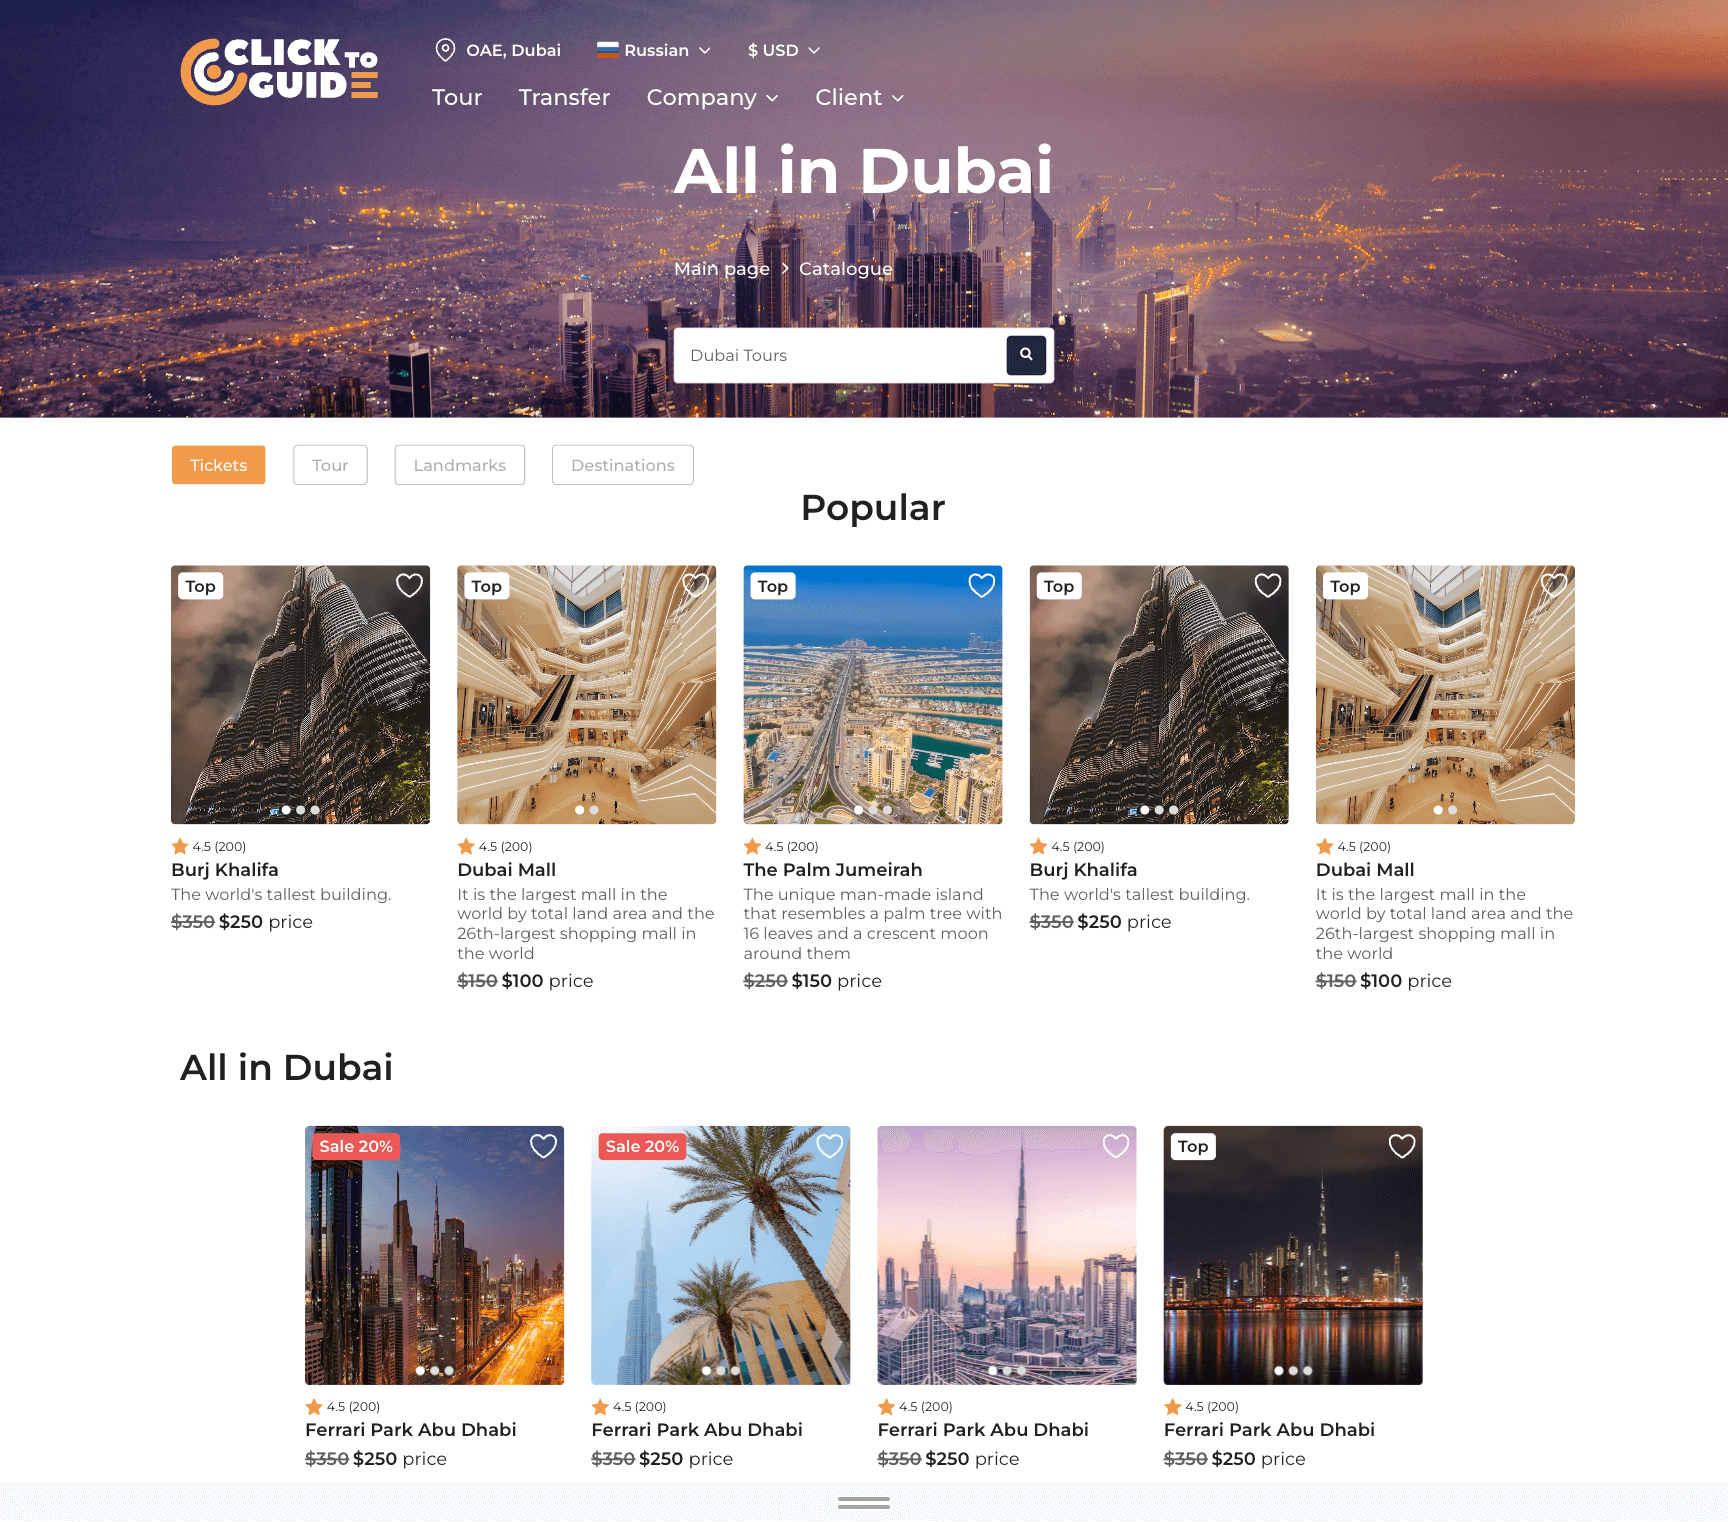 CLICK TO
GUIDE
OAE, Dubai
Russian
$ USD
Tour
Transfer
Company
Client
All in Dubai
Main page
Catalogue
Dubai Tours
Tickets
Tour
Landmarks
Destinations
Popular
Top
4.5 (200)
Burj Khalifa
The world's tallest building.
$350 $250 price
Top
4.5 (200)
Dubai Mall
It is the largest mall in the
world by total land area and the
26th-largest shopping mall in
the world
$150 $100 price
Top
4.5 (200)
The Palm Jumeirah
The unique man-made island
that resembles a palm tree with
16 leaves and a crescent moon
around them
$250 $150 price
Top
4.5 (200)
Burj Khalifa
The world's tallest building.
$350 $250 price
Top
4.5 (200)
Dubai Mall
It is the largest mall in the
world by total land area and the
26th-largest shopping mall in
the world
$150 $100 price
All in Dubai
Sale 20%
4.5 (200)
Ferrari Park Abu Dhabi
$350 $250 price
Sale 20%
4.5 (200)
Ferrari Park Abu Dhabi
$350 $250 price
4.5 (200)
Ferrari Park Abu Dhabi
$350 $250 price
Top
4.5 (200)
Ferrari Park Abu Dhabi
$350 $250 price